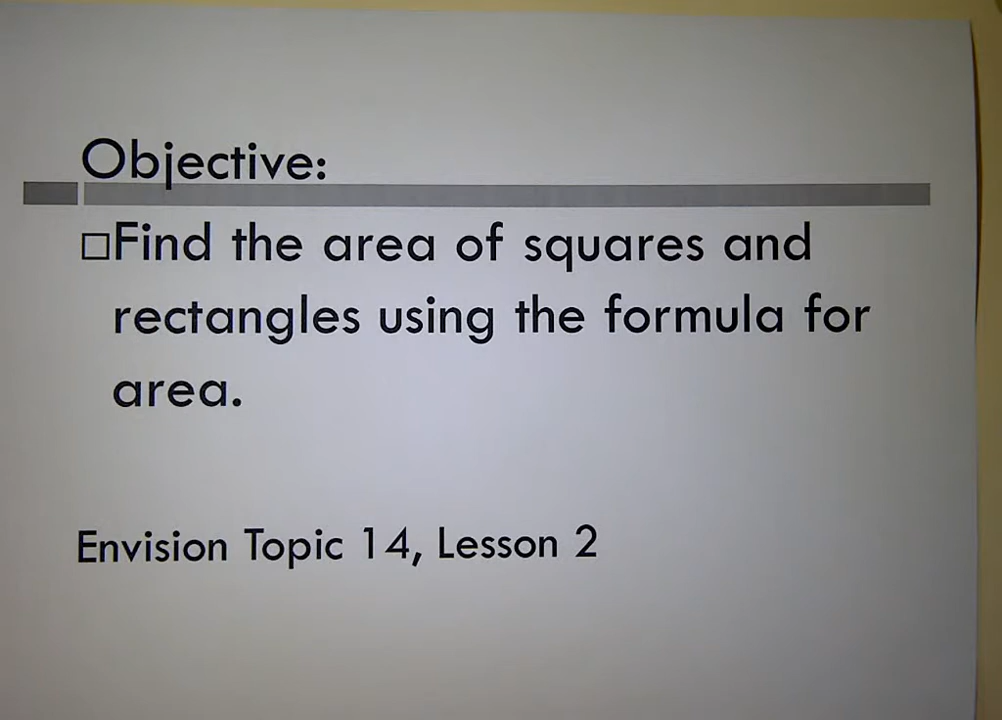 Objective:
□Find the area of squares and
rectangles using the formula for
area.
Envision Topic 14, Lesson 2